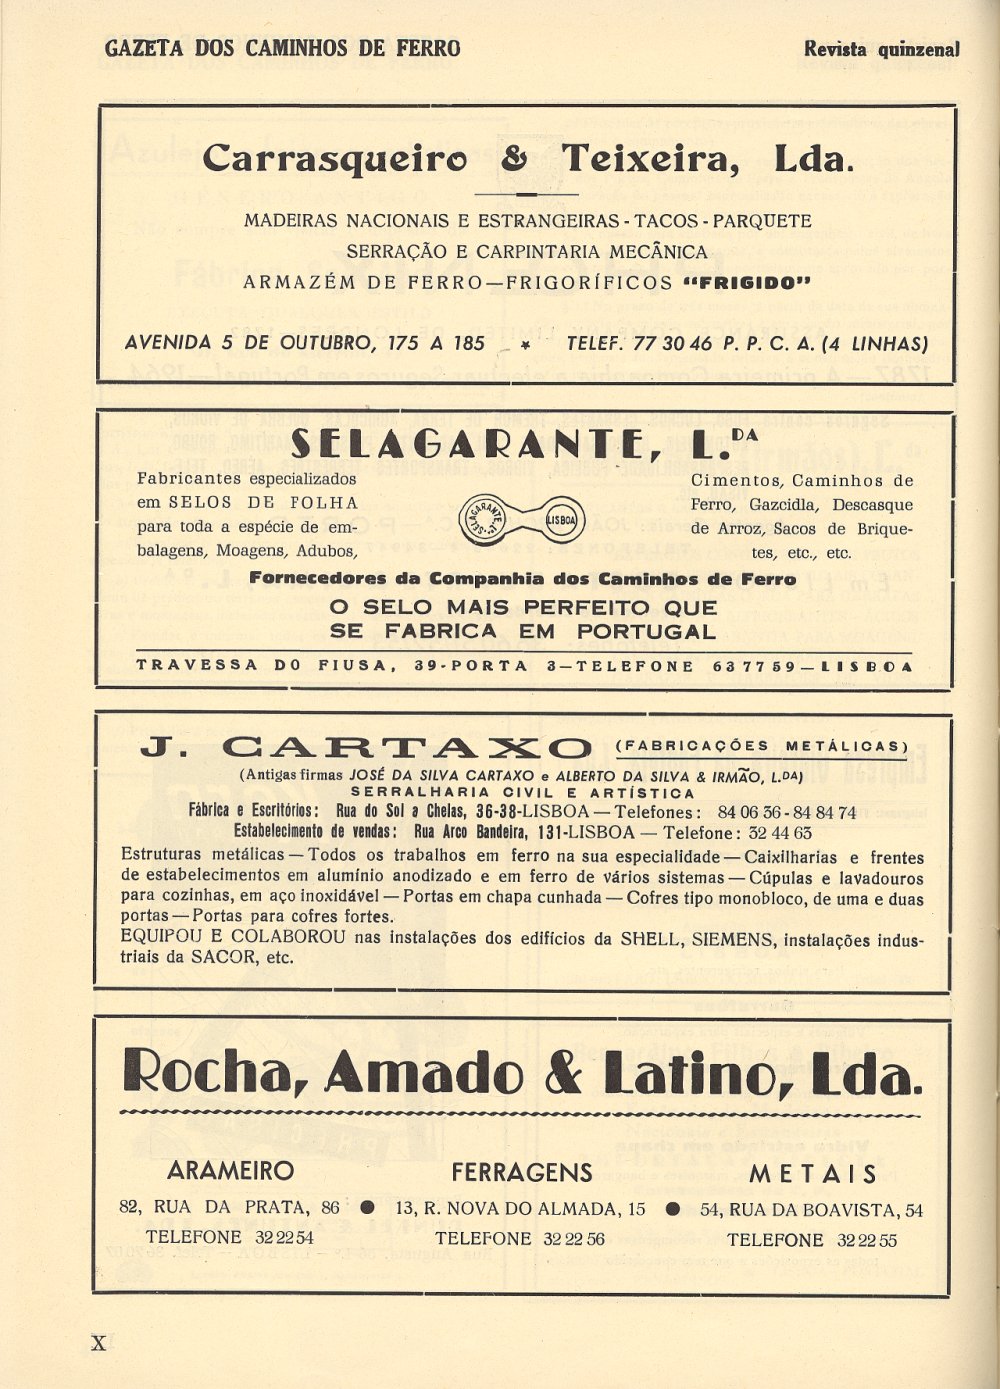 GAZETA DOS CAMINHOS DE FERRO
Revista quinzenal
Carrasqueiro & Teixeira, Lda.
MADEIRAS NACIONAIS E ESTRANGEIRAS - TACOS - PARQUETE
SERRAÇÃO E CARPINTARIA MECÂNICA
ARMAZÉM DE FERRO—FRIGORÍFICOS "FRIGIDO"
AVENIDA 5 DE OUTUBRO, 175 A 185 * TELEF. 77 30 46 P. P. C. A. (4 LINHAS)
SELAGARANTE, L.DA
Fabricantes especializados
em SELOS DE FOLHA
para toda a espécie de em-
balagens, Moagens, Adubos,
SELAGARANTE L.da
LISBOA
Cimentos, Caminhos de
Ferro, Gazcidla, Descasque
de Arroz, Sacos de Brique-
tes, etc., etc.
Fornecedores da Companhia dos Caminhos de Ferro
O SELO MAIS PERFEITO QUE
SE FABRICA EM PORTUGAL
TRAVESSA DO FIUSA, 39-PORTA 3—TELEFONE 637759—LISBOA
J. CARTAXO (FABRICAÇÕES METÁLICAS)
(Antigas firmas JOSÉ DA SILVA CARTAXO e ALBERTO DA SILVA & IRMÃO, L.DA)
SERRALHARIA CIVIL E ARTÍSTICA
Fábrica e Escritórios: Rua do Sol a Chelas, 36-38-LISBOA — Telefones: 84 06 36 - 84 84 74
Estabelecimento de vendas: Rua Arco Bandeira, 131-LISBOA — Telefone: 32 44 63
Estruturas metálicas — Todos os trabalhos em ferro na sua especialidade — Caixilharias e frentes
de estabelecimentos em alumínio anodizado e em ferro de vários sistemas — Cúpulas e lavadouros
para cozinhas, em aço inoxidável — Portas em chapa cunhada — Cofres tipo monobloco, de uma e duas
portas — Portas para cofres fortes.
EQUIPOU E COLABOROU nas instalações dos edifícios da SHELL, SIEMENS, instalações indus-
triais da SACOR, etc.
Rocha, Amado & Latino, Lda.
ARAMEIRO FERRAGENS METAIS
82, RUA DA PRATA, 86 ● 13, R. NOVA DO ALMADA, 15 ● 54, RUA DA BOAVISTA, 54
TELEFONE 32 22 54 TELEFONE 32 22 56 TELEFONE 32 22 55
X